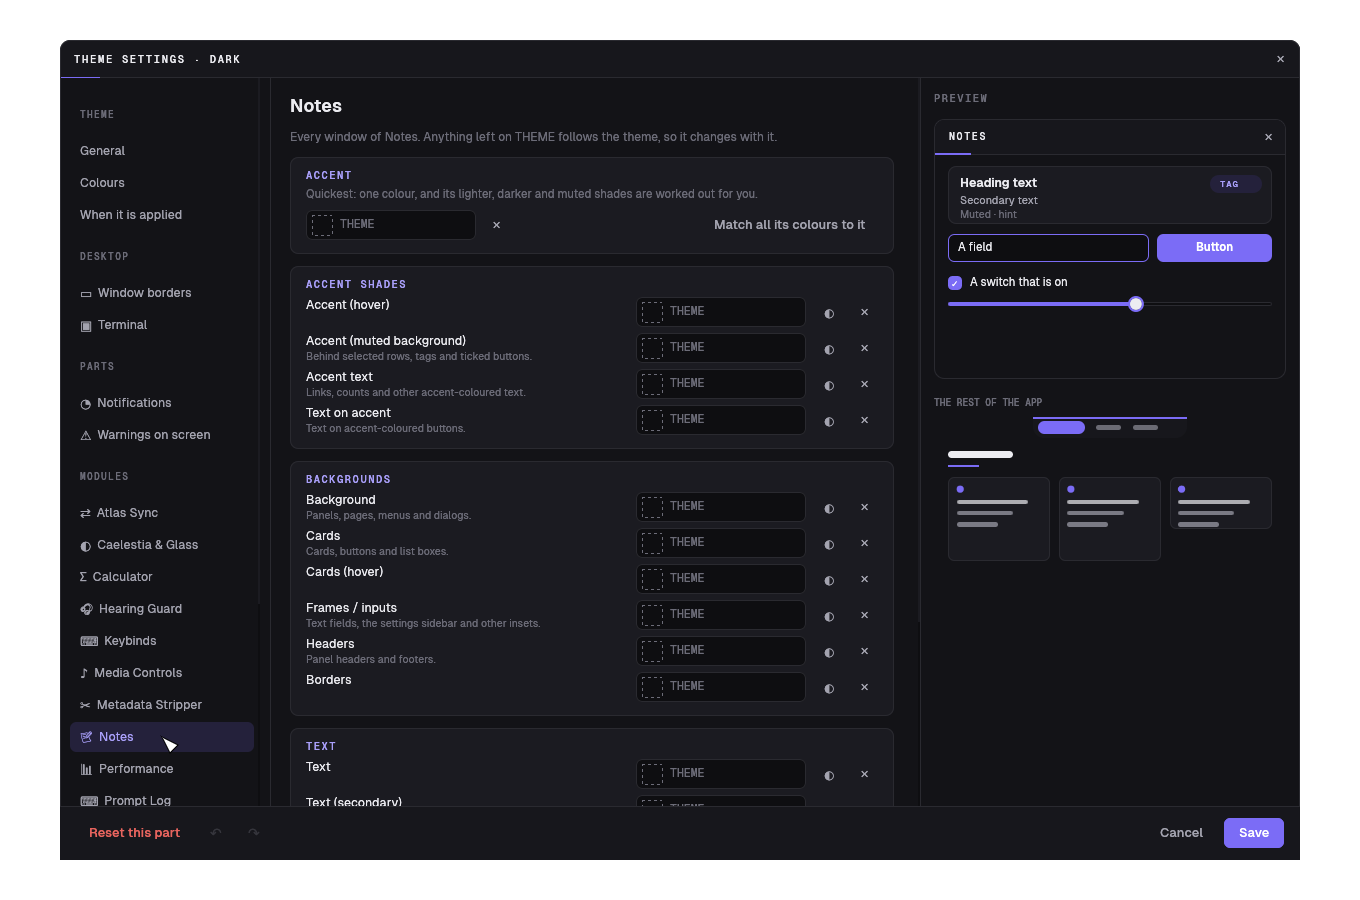 THEME SETTINGS · DARK
×
THEME
General
Colours
When it is applied
DESKTOP
Window borders
Terminal
PARTS
Notifications
Warnings on screen
MODULES
Atlas Sync
Caelestia & Glass
Σ Calculator
Hearing Guard
Keybinds
Media Controls
Metadata Stripper
Notes
Performance
Prompt Log
Notes
Every window of Notes. Anything left on THEME follows the theme, so it changes with it.
ACCENT
Quickest: one colour, and its lighter, darker and muted shades are worked out for you.
THEME × Match all its colours to it
ACCENT SHADES
Accent (hover)
THEME ×
Accent (muted background)
Behind selected rows, tags and ticked buttons.
THEME ×
Accent text
Links, counts and other accent-coloured text.
THEME ×
Text on accent
Text on accent-coloured buttons.
THEME ×
BACKGROUNDS
Background
Panels, pages, menus and dialogs.
THEME ×
Cards
Cards, buttons and list boxes.
THEME ×
Cards (hover)
THEME ×
Frames / inputs
Text fields, the settings sidebar and other insets.
THEME ×
Headers
Panel headers and footers.
THEME ×
Borders
THEME ×
TEXT
Text
THEME ×
Text (secondary)
THEME
PREVIEW
NOTES ×
Heading text
TAG
Secondary text
Muted · hint
A field
Button
A switch that is on
THE REST OF THE APP
Reset this part
Cancel
Save